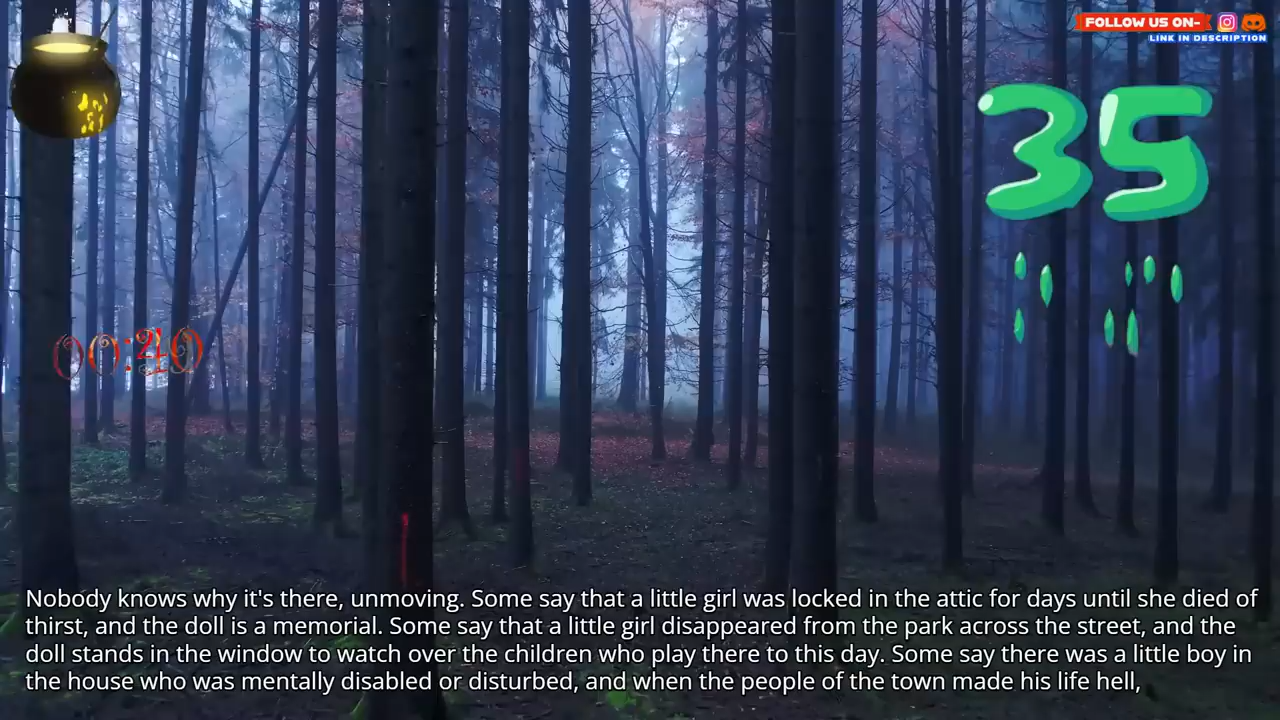 FOLLOW US ON-
LINK IN DESCRIPTION
35
00:40
Nobody knows why it's there, unmoving. Some say that a little girl was locked in the attic for days until she died of
thirst, and the doll is a memorial. Some say that a little girl disappeared from the park across the street, and the
doll stands in the window to watch over the children who play there to this day. Some say there was a little boy in
the house who was mentally disabled or disturbed, and when the people of the town made his life hell,